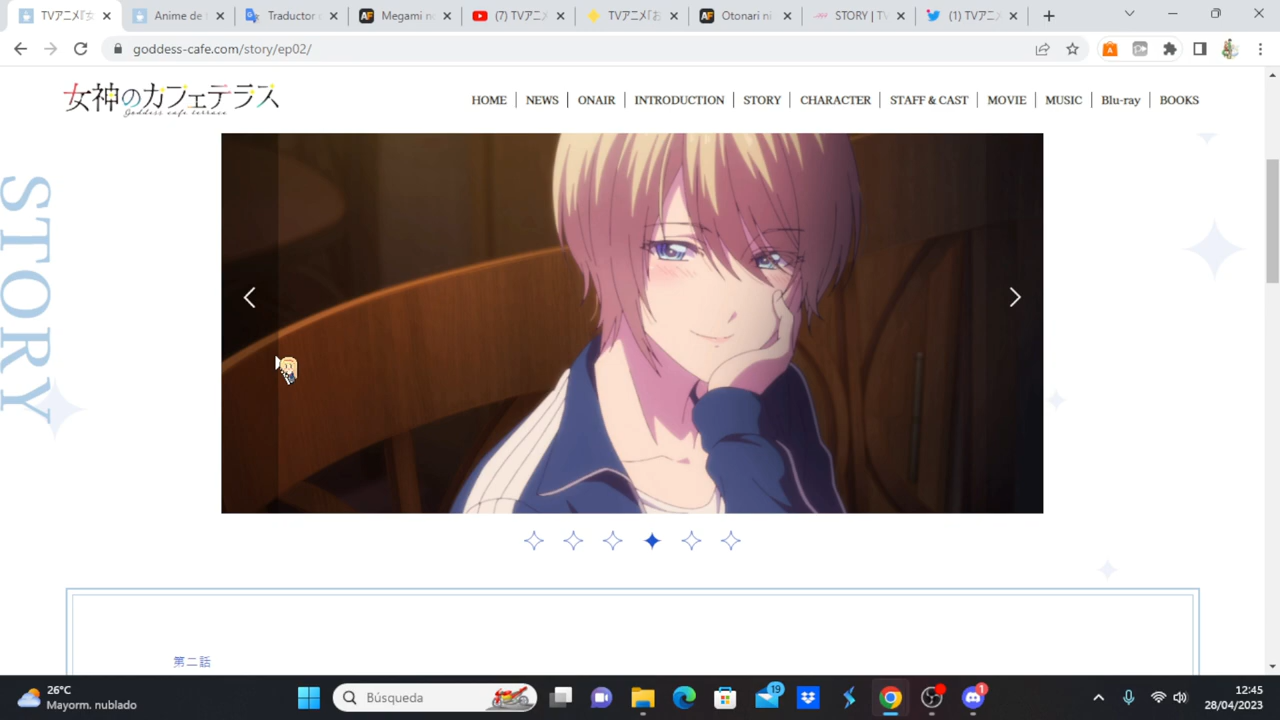 TVアニメ『女
Anime de
Traductor
Megami n
(7) TVアニメ
TVアニメ『お
Otonari ni
STORY | TV
(1) TVアニメ
goddess-cafe.com/story/ep02/
女神のカフェテラス
Goddess cafe terrace
HOME
NEWS
ONAIR
INTRODUCTION
STORY
CHARACTER
STAFF & CAST
MOVIE
MUSIC
Blu-ray
BOOKS
STORY
第二話
26°C
Mayorm. nublado
Búsqueda
19
1
12:45
28/04/2023